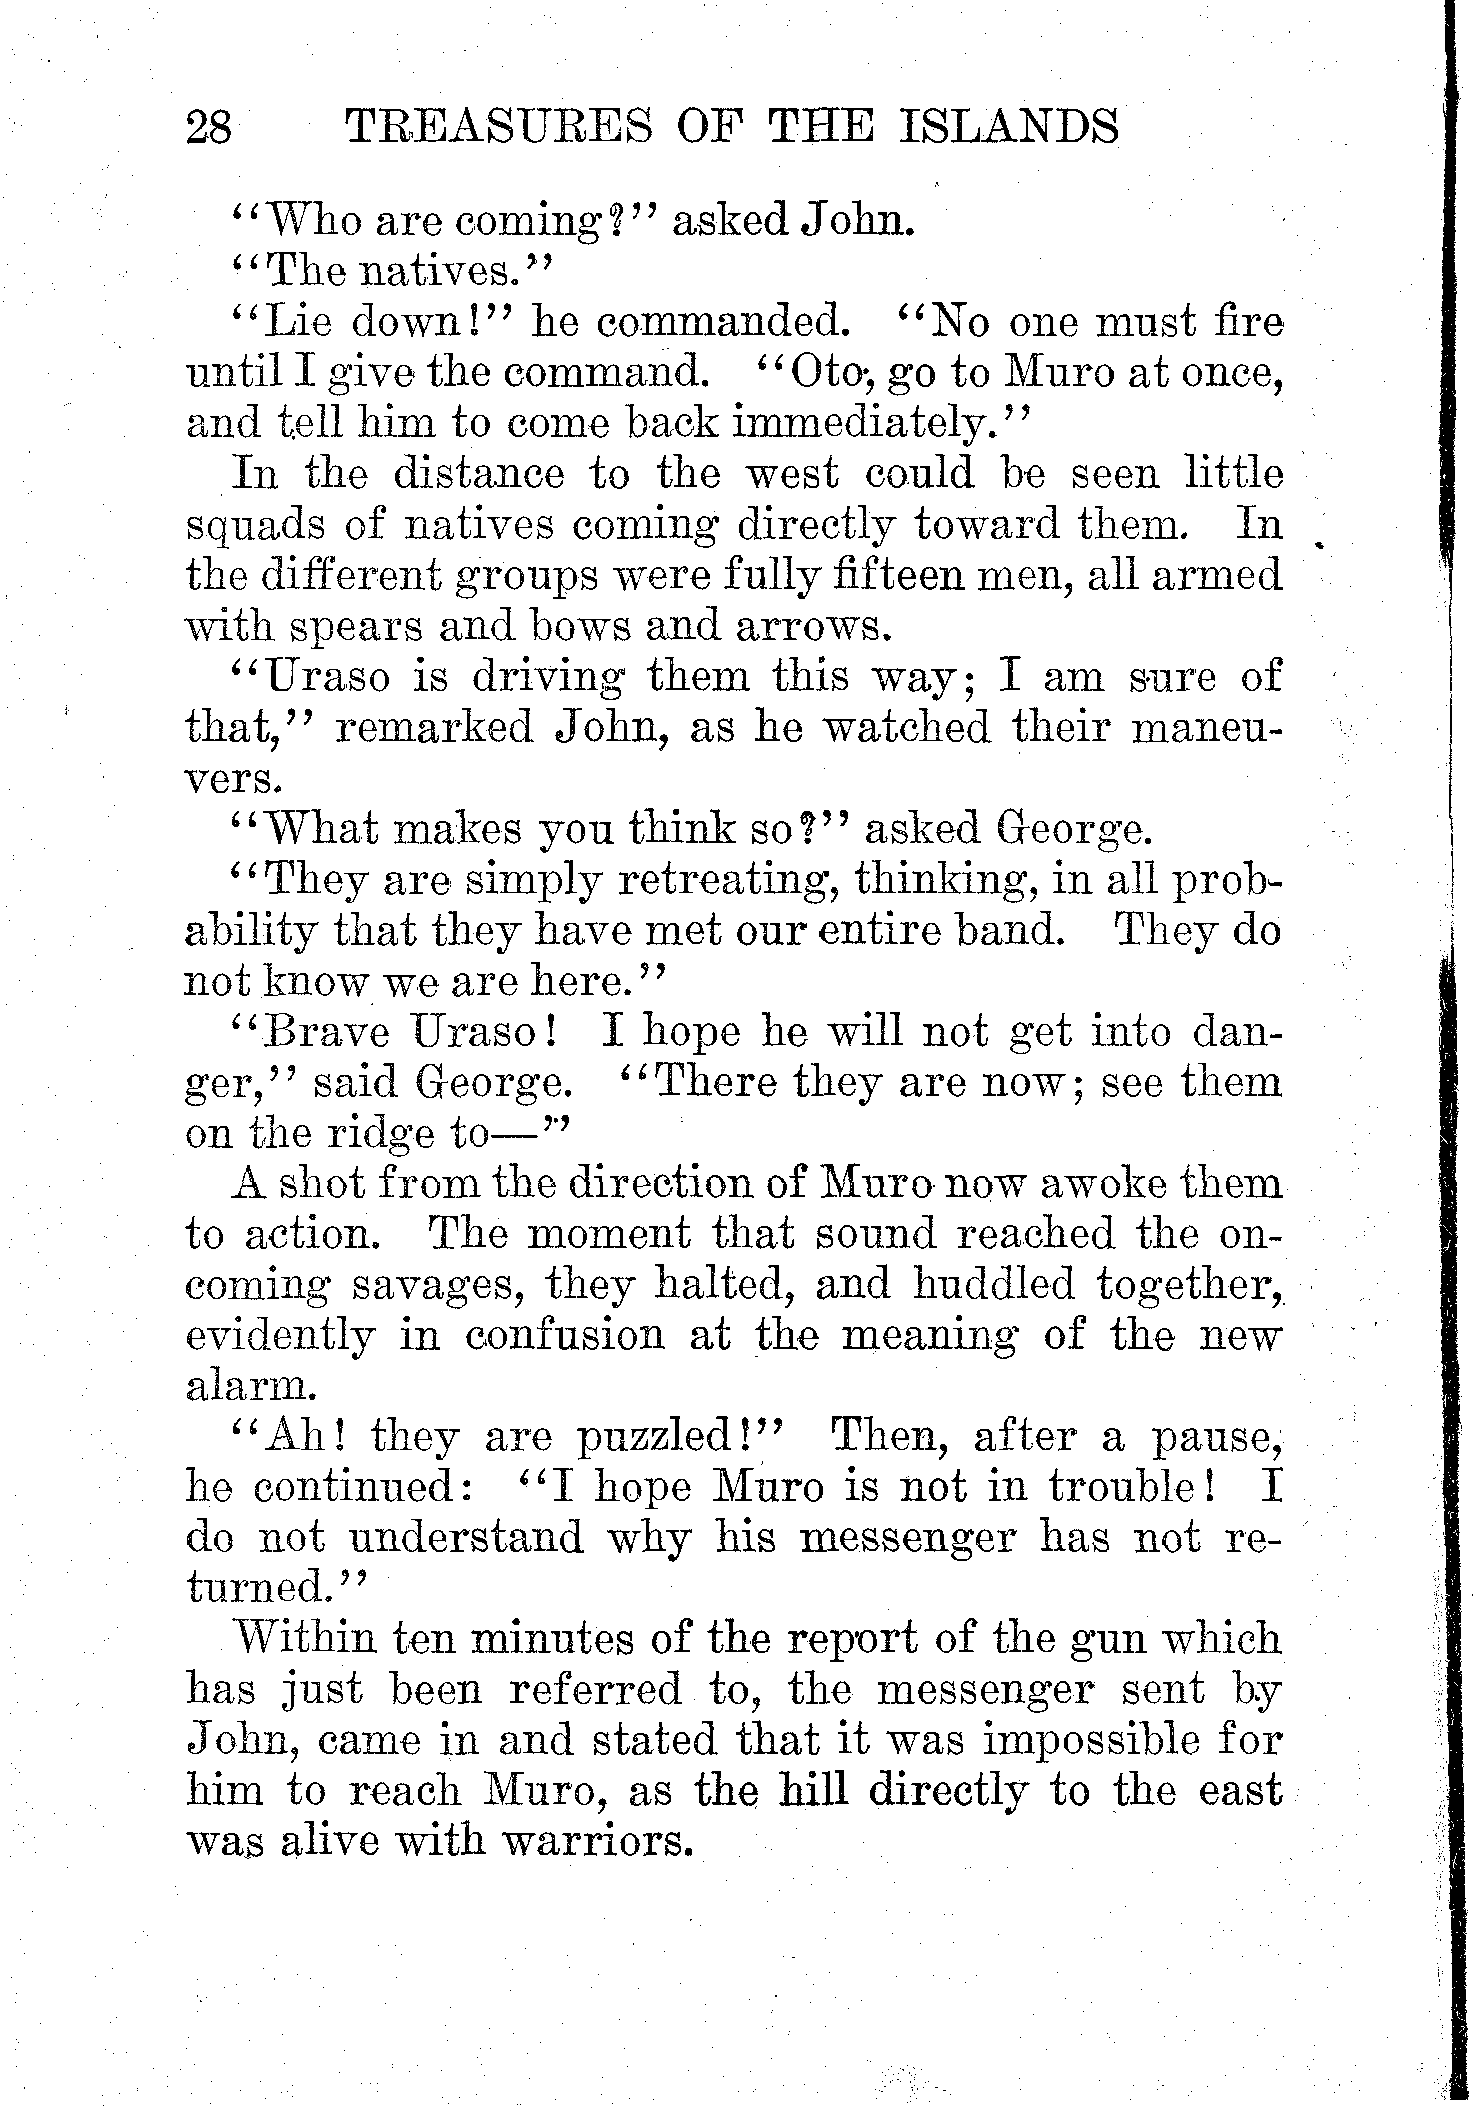 28 TREASURES OF THE ISLANDS
"Who are coming?" asked John.
"The natives."
"Lie down!" he commanded. "No one must fire
until I give the command. "Oto, go to Muro at once,
and tell him to come back immediately."
In the distance to the west could be seen little
squads of natives coming directly toward them. In
the different groups were fully fifteen men, all armed
with spears and bows and arrows.
"Uraso is driving them this way; I am sure of
that," remarked John, as he watched their maneu-
vers.
"What makes you think so?" asked George.
"They are simply retreating, thinking, in all prob-
ability that they have met our entire band. They do
not know we are here."
"Brave Uraso! I hope he will not get into dan-
ger," said George. "There they are now; see them
on the ridge to—"
A shot from the direction of Muro now awoke them
to action. The moment that sound reached the on-
coming savages, they halted, and huddled together,
evidently in confusion at the meaning of the new
alarm.
"Ah! they are puzzled!" Then, after a pause,
he continued: "I hope Muro is not in trouble! I
do not understand why his messenger has not re-
turned."
Within ten minutes of the report of the gun which
has just been referred to, the messenger sent by
John, came in and stated that it was impossible for
him to reach Muro, as the hill directly to the east
was alive with warriors.